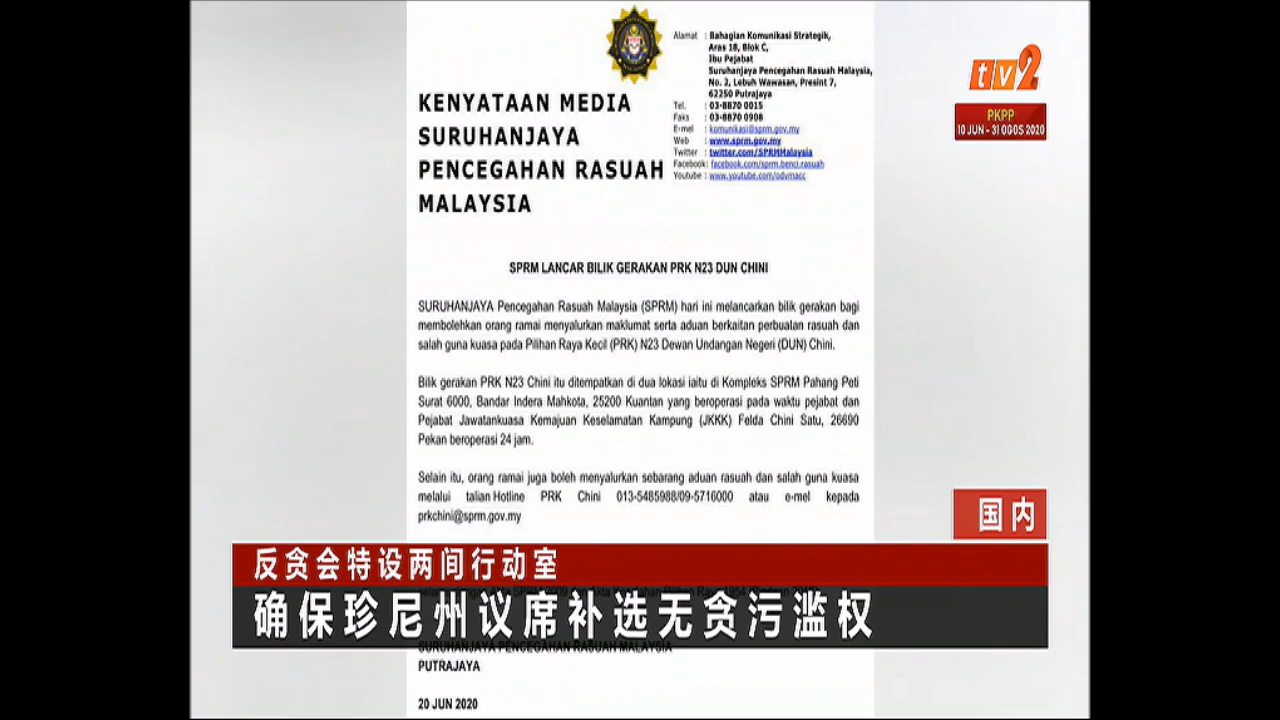 Alamat : Bahagian Komunikasi Strategik,
Aras 18, Blok C,
Ibu Pejabat
Suruhanjaya Pencegahan Rasuah Malaysia,
No. 2, Lebuh Wawasan, Presint 7,
62250 Putrajaya
Tel. : 03-8870 0015
Faks : 03-8870 0908
E-mel : komunikasi@sprm.gov.my
Web : www.sprm.gov.my
Twitter : twitter.com/SPRMMalaysia
Facebook: facebook.com/sprm.benci.rasuah
Youtube : www.youtube.com/odvmacc
tv2
PKPP
10 JUN - 31 OGOS 2020
KENYATAAN MEDIA
SURUHANJAYA
PENCEGAHAN RASUAH
MALAYSIA
SPRM LANCAR BILIK GERAKAN PRK N23 DUN CHINI
SURUHANJAYA Pencegahan Rasuah Malaysia (SPRM) hari ini melancarkan bilik gerakan bagi
membolehkan orang ramai menyalurkan maklumat serta aduan berkaitan perbuatan rasuah dan
salah guna kuasa pada Pilihan Raya Kecil (PRK) N23 Dewan Undangan Negeri (DUN) Chini.
Bilik gerakan PRK N23 Chini itu ditempatkan di dua lokasi iaitu di Kompleks SPRM Pahang Peti
Surat 6000, Bandar Indera Mahkota, 25200 Kuantan yang beroperasi pada waktu pejabat dan
Pejabat Jawatankuasa Kemajuan Keselamatan Kampung (JKKK) Felda Chini Satu, 26690
Pekan beroperasi 24 jam.
Selain itu, orang ramai juga boleh menyalurkan sebarang aduan rasuah dan salah guna kuasa
melalui talian Hotline PRK Chini 013-5485988/09-5716000 atau e-mel kepada
prkchini@sprm.gov.my
国内
反贪会特设两间行动室
确保珍尼州议席补选无贪污滥权
SURUHANJAYA PENCEGAHAN RASUAH MALAYSIA
PUTRAJAYA
20 JUN 2020